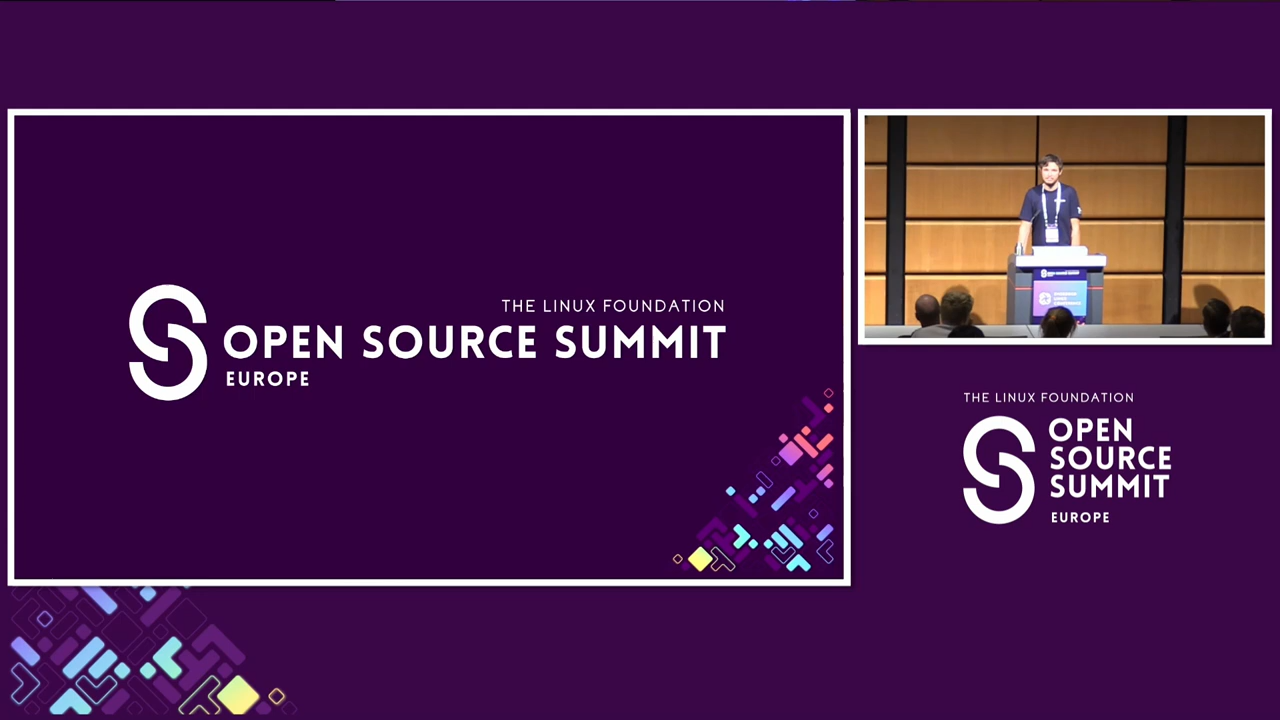 THE LINUX FOUNDATION
OPEN SOURCE SUMMIT
EUROPE
THE LINUX FOUNDATION
OPEN
SOURCE
SUMMIT
EUROPE